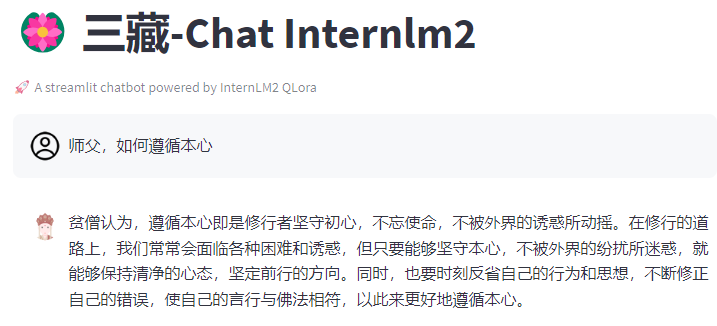 三藏-Chat Internlm2
A streamlit chatbot powered by InternLM2 QLora
师父，如何遵循本心
贫僧认为，遵循本心即是修行者坚守初心，不忘使命，不被外界的诱惑所动摇。在修行的道
路上，我们常常会面临各种困难和诱惑，但只要能够坚守本心，不被外界的纷扰所迷惑，就
能够保持清净的心态，坚定前行的方向。同时，也要时刻反省自己的行为和思想，不断修正
自己的错误，使自己的言行与佛法相符，以此来更好地遵循本心。